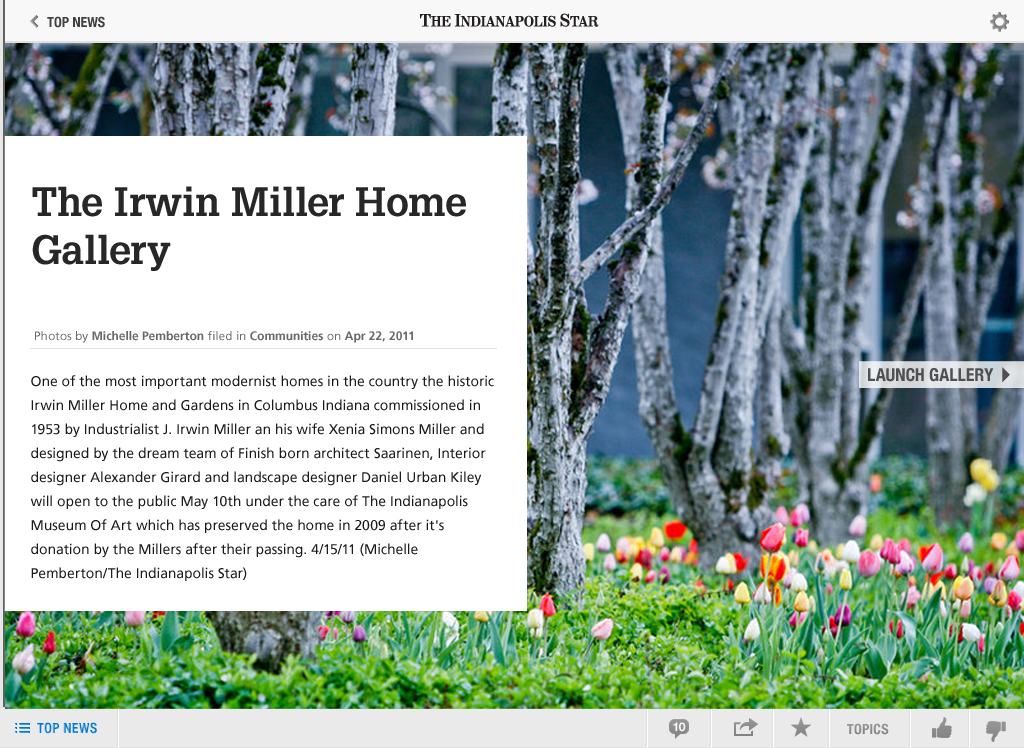 TOP NEWS
THE INDIANAPOLIS STAR
The Irwin Miller Home
Gallery
Photos by Michelle Pemberton filed in Communities on Apr 22, 2011
One of the most important modernist homes in the country the historic
Irwin Miller Home and Gardens in Columbus Indiana commissioned in
1953 by Industrialist J. Irwin Miller an his wife Xenia Simons Miller and
designed by the dream team of Finish born architect Saarinen, Interior
designer Alexander Girard and landscape designer Daniel Urban Kiley
will open to the public May 10th under the care of The Indianapolis
Museum Of Art which has preserved the home in 2009 after it's
donation by the Millers after their passing. 4/15/11 (Michelle
Pemberton/The Indianapolis Star)
LAUNCH GALLERY
TOP NEWS
10
TOPICS